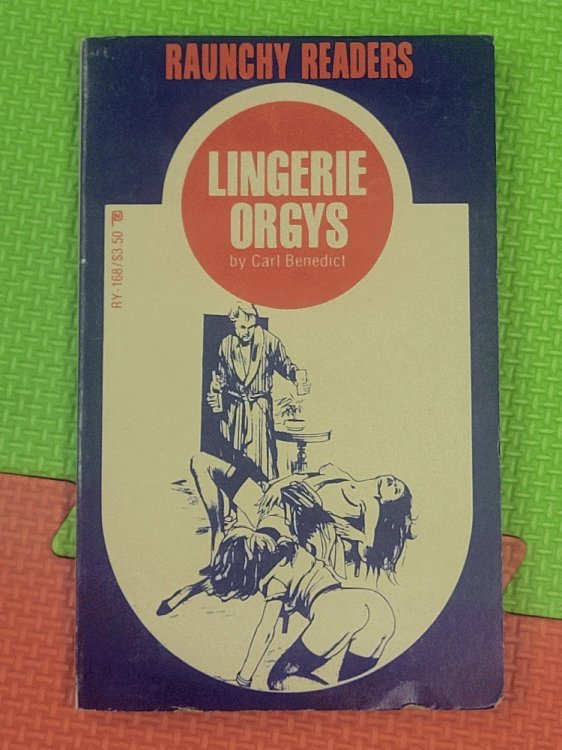 RAUNCHY READERS
LINGERIE
ORGYS
by Carl Benedict
RY-168/$3.50